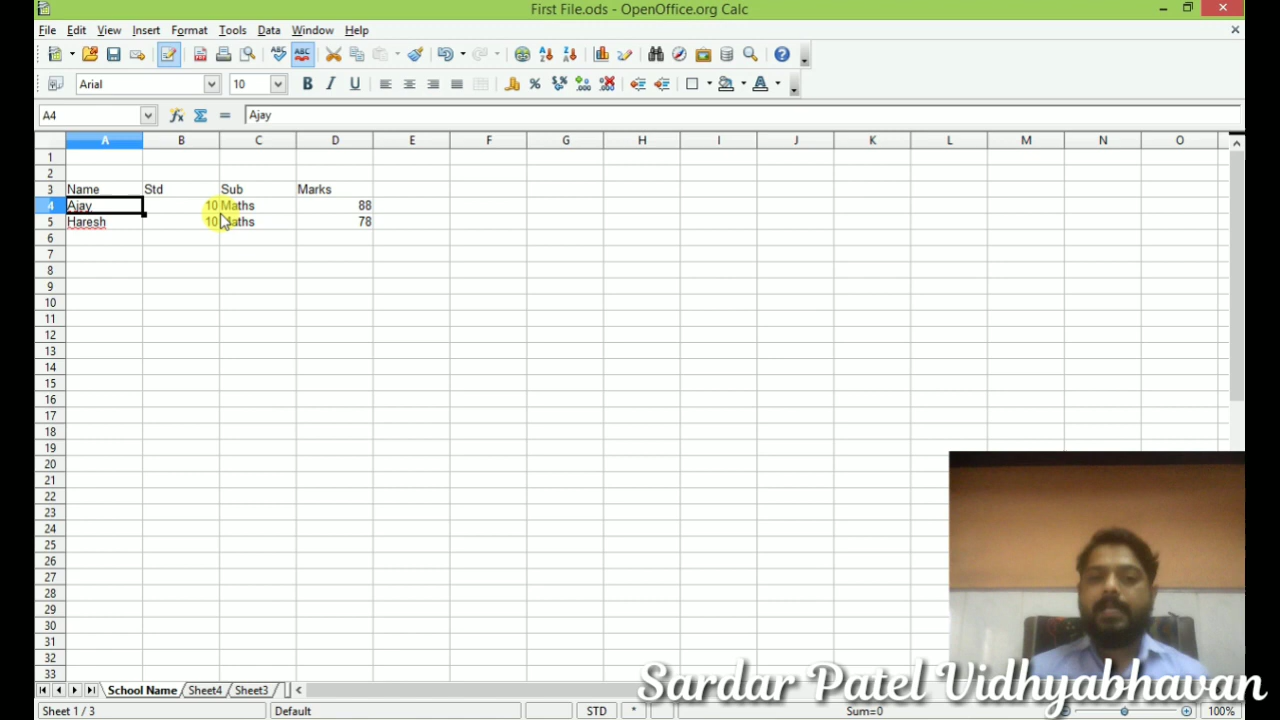 First File.ods - OpenOffice.org Calc
File Edit View Insert Format Tools Data Window Help
Arial 10
A4 Ajay
A B C D E F G H I J K L M N O
1
2
3 Name Std Sub Marks
4 Ajay 10 Maths 88
5 Haresh 10 Maths 78
6
7
8
9
10
11
12
13
14
15
16
17
18
19
20
21
22
23
24
25
26
27
28
29
30
31
32
33
School Name Sheet4 Sheet3
Sardar Patel Vidhyabhavan
Sheet 1 / 3 Default STD * Sum=0 100%